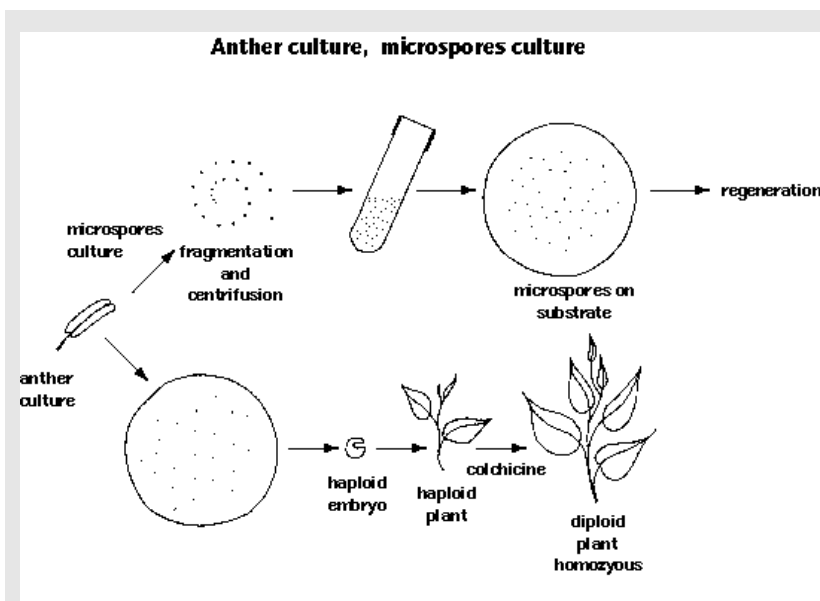 Anther culture, microspores culture
microspores
culture
fragmentation
and
centrifusion
microspores on
substrate
regeneration
anther
culture
haploid
embryo
haploid
plant
colchicine
diploid
plant
homozyous